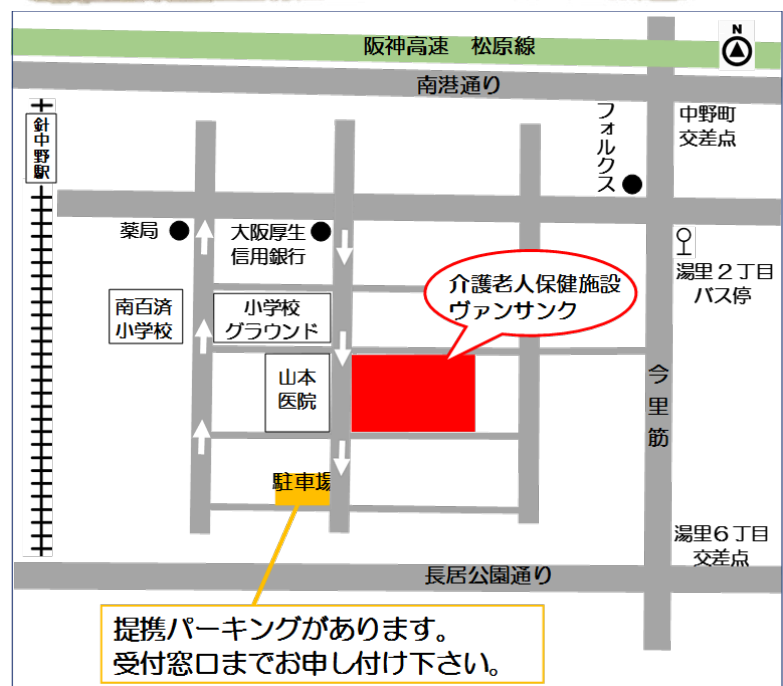 阪神高速　松原線
N
南港通り
針中野駅
フォルクス
中野町
交差点
薬局
大阪厚生
信用銀行
湯里２丁目
バス停
介護老人保健施設
ヴァンサンク
南百済
小学校
小学校
グラウンド
山本
医院
今里筋
駐車場
湯里６丁目
交差点
長居公園通り
提携パーキングがあります。
受付窓口までお申し付け下さい。